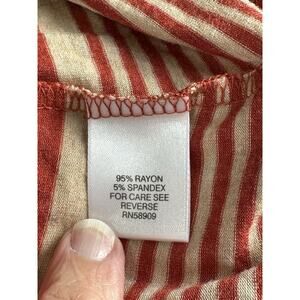 95% RAYON
5% SPANDEX
FOR CARE SEE
REVERSE
RN58909